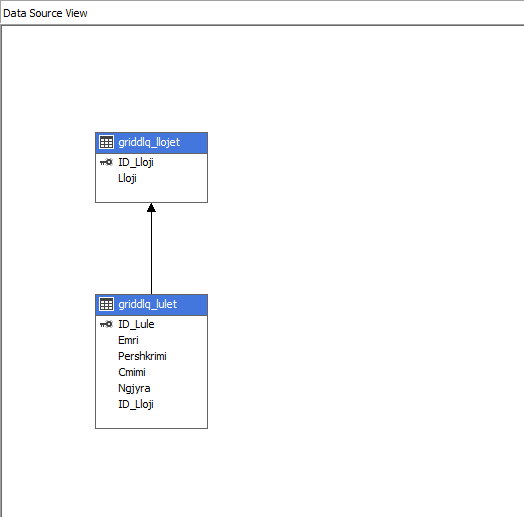 Data Source View
griddlq_llojet
ID_Lloji
Lloji
griddlq_lulet
ID_Lule
Emri
Pershkrimi
Cmimi
Ngjyra
ID_Lloji